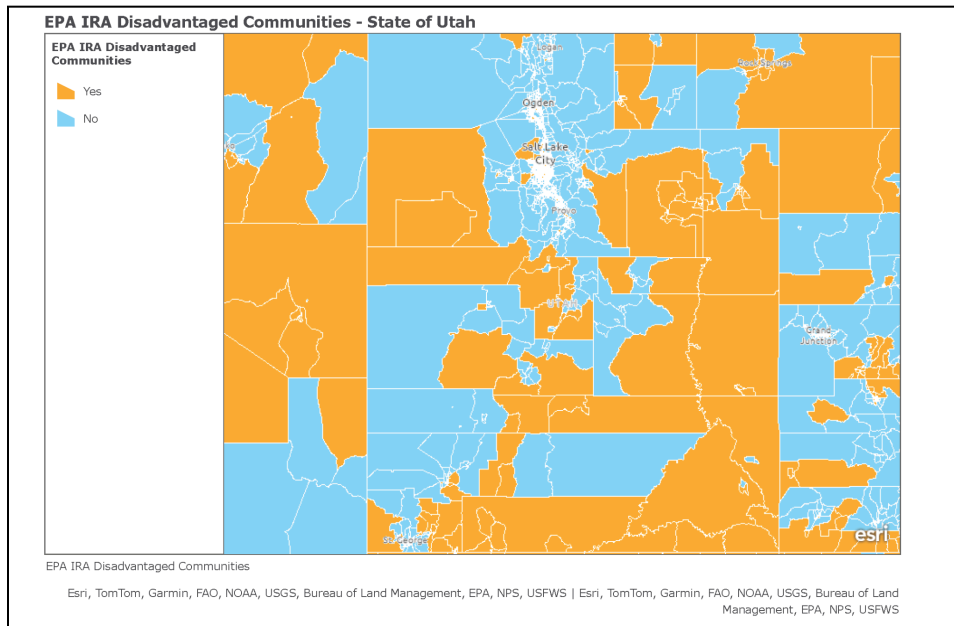 EPA IRA Disadvantaged Communities - State of Utah
EPA IRA Disadvantaged
Communities
Yes
No
Logan
Rock Springs
Ogden
Salt Lake
City
Provo
UTAH
Grand
Junction
St George
esri
EPA IRA Disadvantaged Communities
Esri, TomTom, Garmin, FAO, NOAA, USGS, Bureau of Land Management, EPA, NPS, USFWS | Esri, TomTom, Garmin, FAO, NOAA, USGS, Bureau of Land
Management, EPA, NPS, USFWS